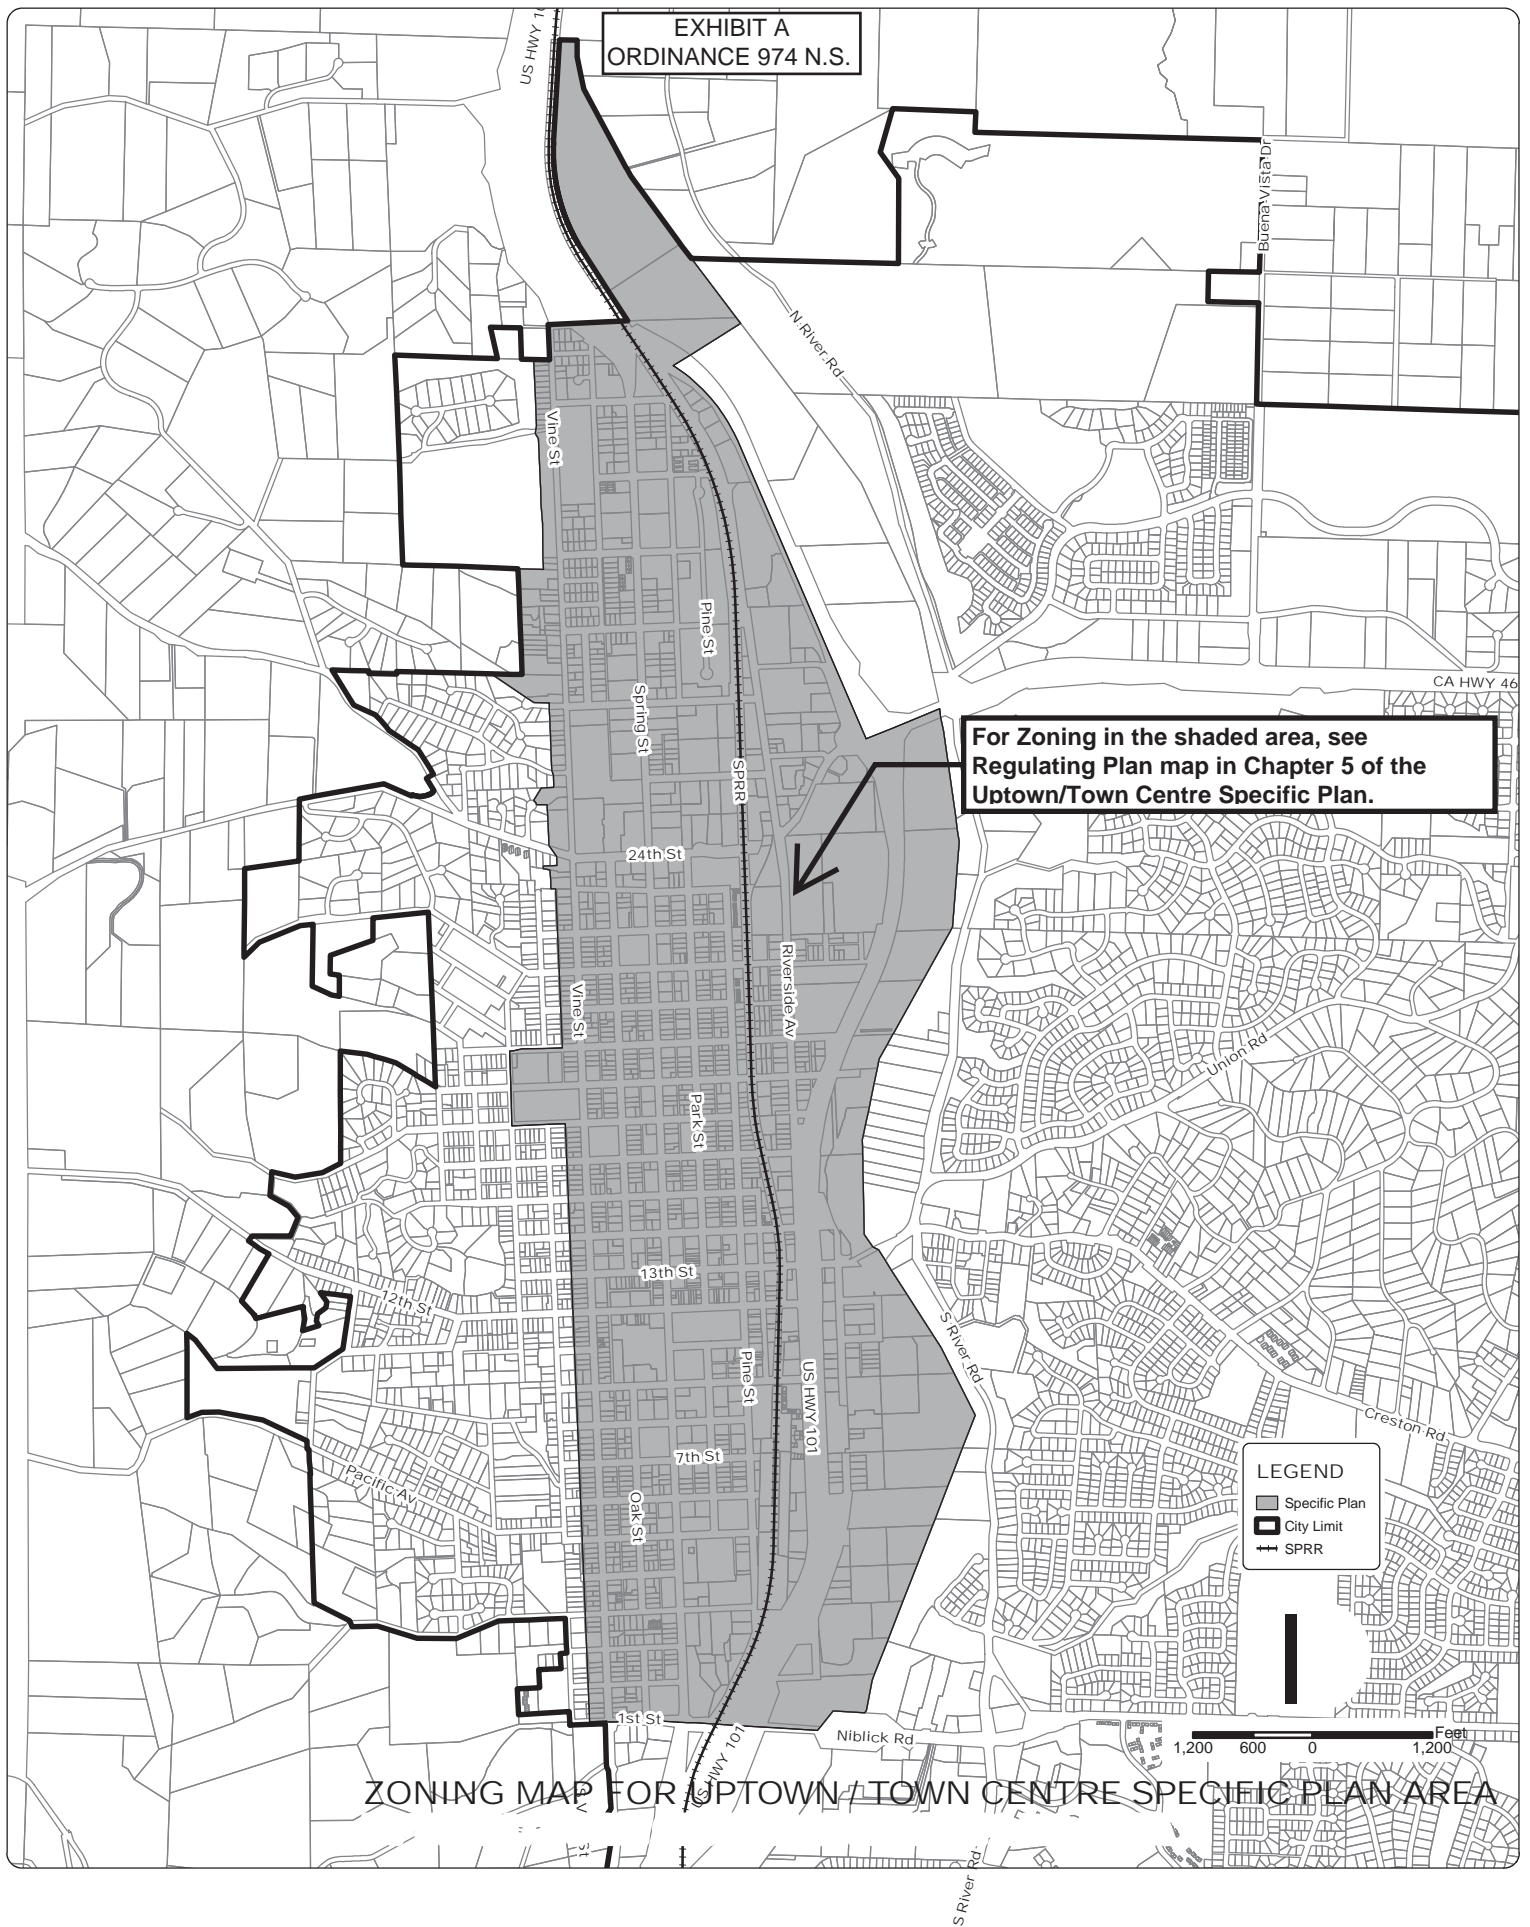 EXHIBIT A
ORDINANCE 974 N.S.
US HWY
Buena Vista Dr
N River Rd
Vine St
Pine St
CA HWY 46
Spring St
For Zoning in the shaded area, see
Regulating Plan map in Chapter 5 of the
Uptown/Town Centre Specific Plan.
SPRR
24th St
Riverside Av
Vine St
Union Rd
Park St
13th St
12th St
S River Rd
Pine St
US HWY 101
Creston Rd
7th St
LEGEND
Specific Plan
City Limit
SPRR
Pacific Av
Oak St
1st St
Niblick Rd
Feet
1,200 600 0 1,200
US HWY 101
ZONING MAP FOR UPTOWN / TOWN CENTRE SPECIFIC PLAN AREA
St
S River Rd